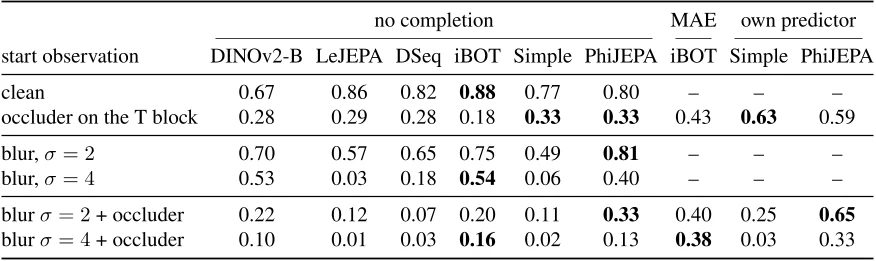 no completion MAE own predictor
start observation DINOv2-B LeJEPA DSeq iBOT Simple PhiJEPA iBOT Simple PhiJEPA
clean 0.67 0.86 0.82 0.88 0.77 0.80 – – –
occluder on the T block 0.28 0.29 0.28 0.18 0.33 0.33 0.43 0.63 0.59
blur, σ = 2 0.70 0.57 0.65 0.75 0.49 0.81 – – –
blur, σ = 4 0.53 0.03 0.18 0.54 0.06 0.40 – – –
blur σ = 2 + occluder 0.22 0.12 0.07 0.20 0.11 0.33 0.40 0.25 0.65
blur σ = 4 + occluder 0.10 0.01 0.03 0.16 0.02 0.13 0.38 0.03 0.33